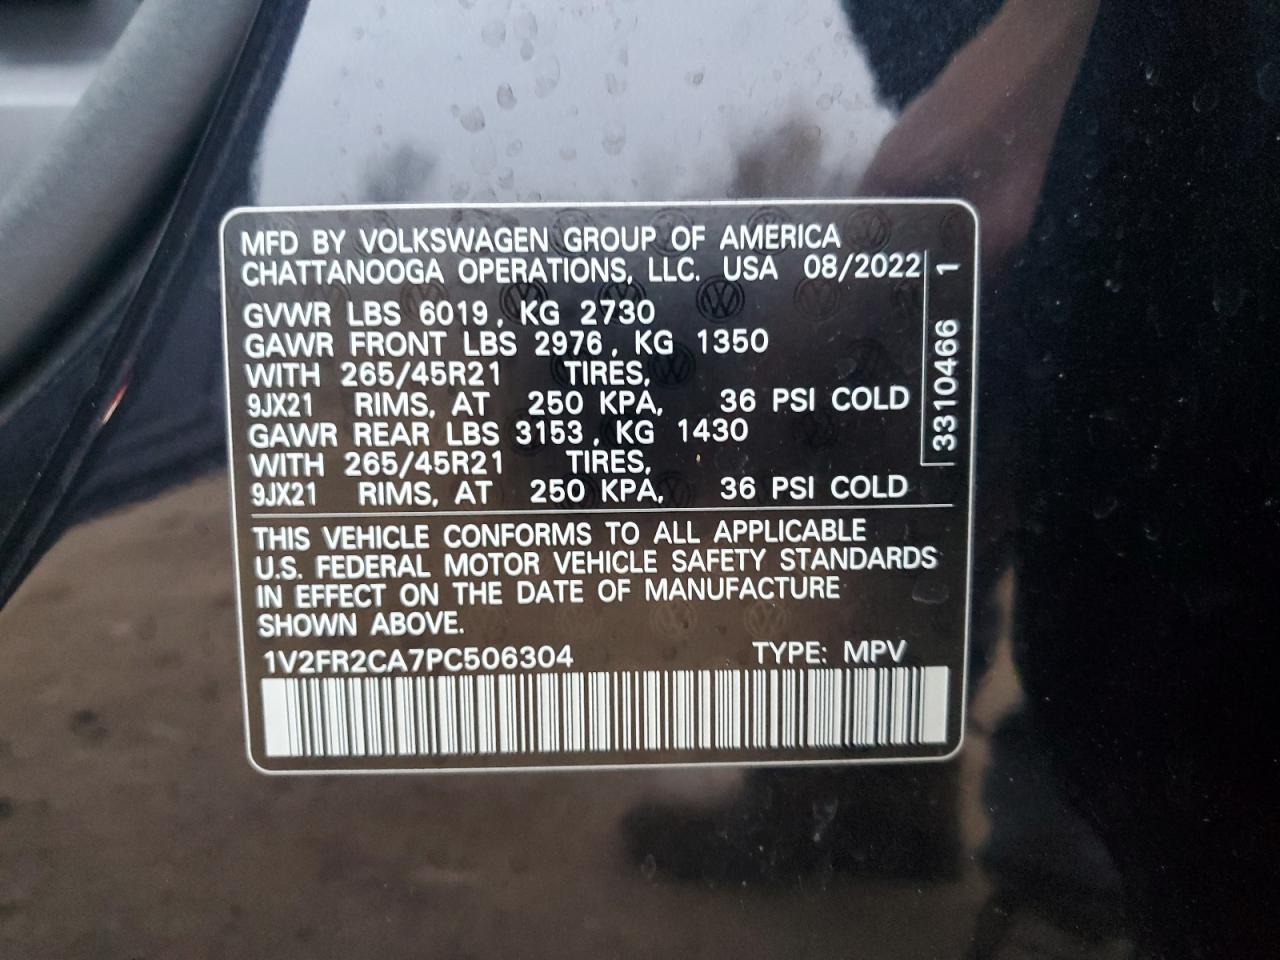 MFD BY VOLKSWAGEN GROUP OF AMERICA
CHATTANOOGA OPERATIONS, LLC. USA 08/2022
GVWR LBS 6019, KG 2730
GAWR FRONT LBS 2976, KG 1350
WITH 265/45R21 TIRES,
9JX21 RIMS, AT 250 KPA, 36 PSI COLD
GAWR REAR LBS 3153, KG 1430
WITH 265/45R21 TIRES,
9JX21 RIMS, AT 250 KPA, 36 PSI COLD
3310466 1
THIS VEHICLE CONFORMS TO ALL APPLICABLE
U.S. FEDERAL MOTOR VEHICLE SAFETY STANDARDS
IN EFFECT ON THE DATE OF MANUFACTURE
SHOWN ABOVE.
1V2FR2CA7PC506304 TYPE: MPV